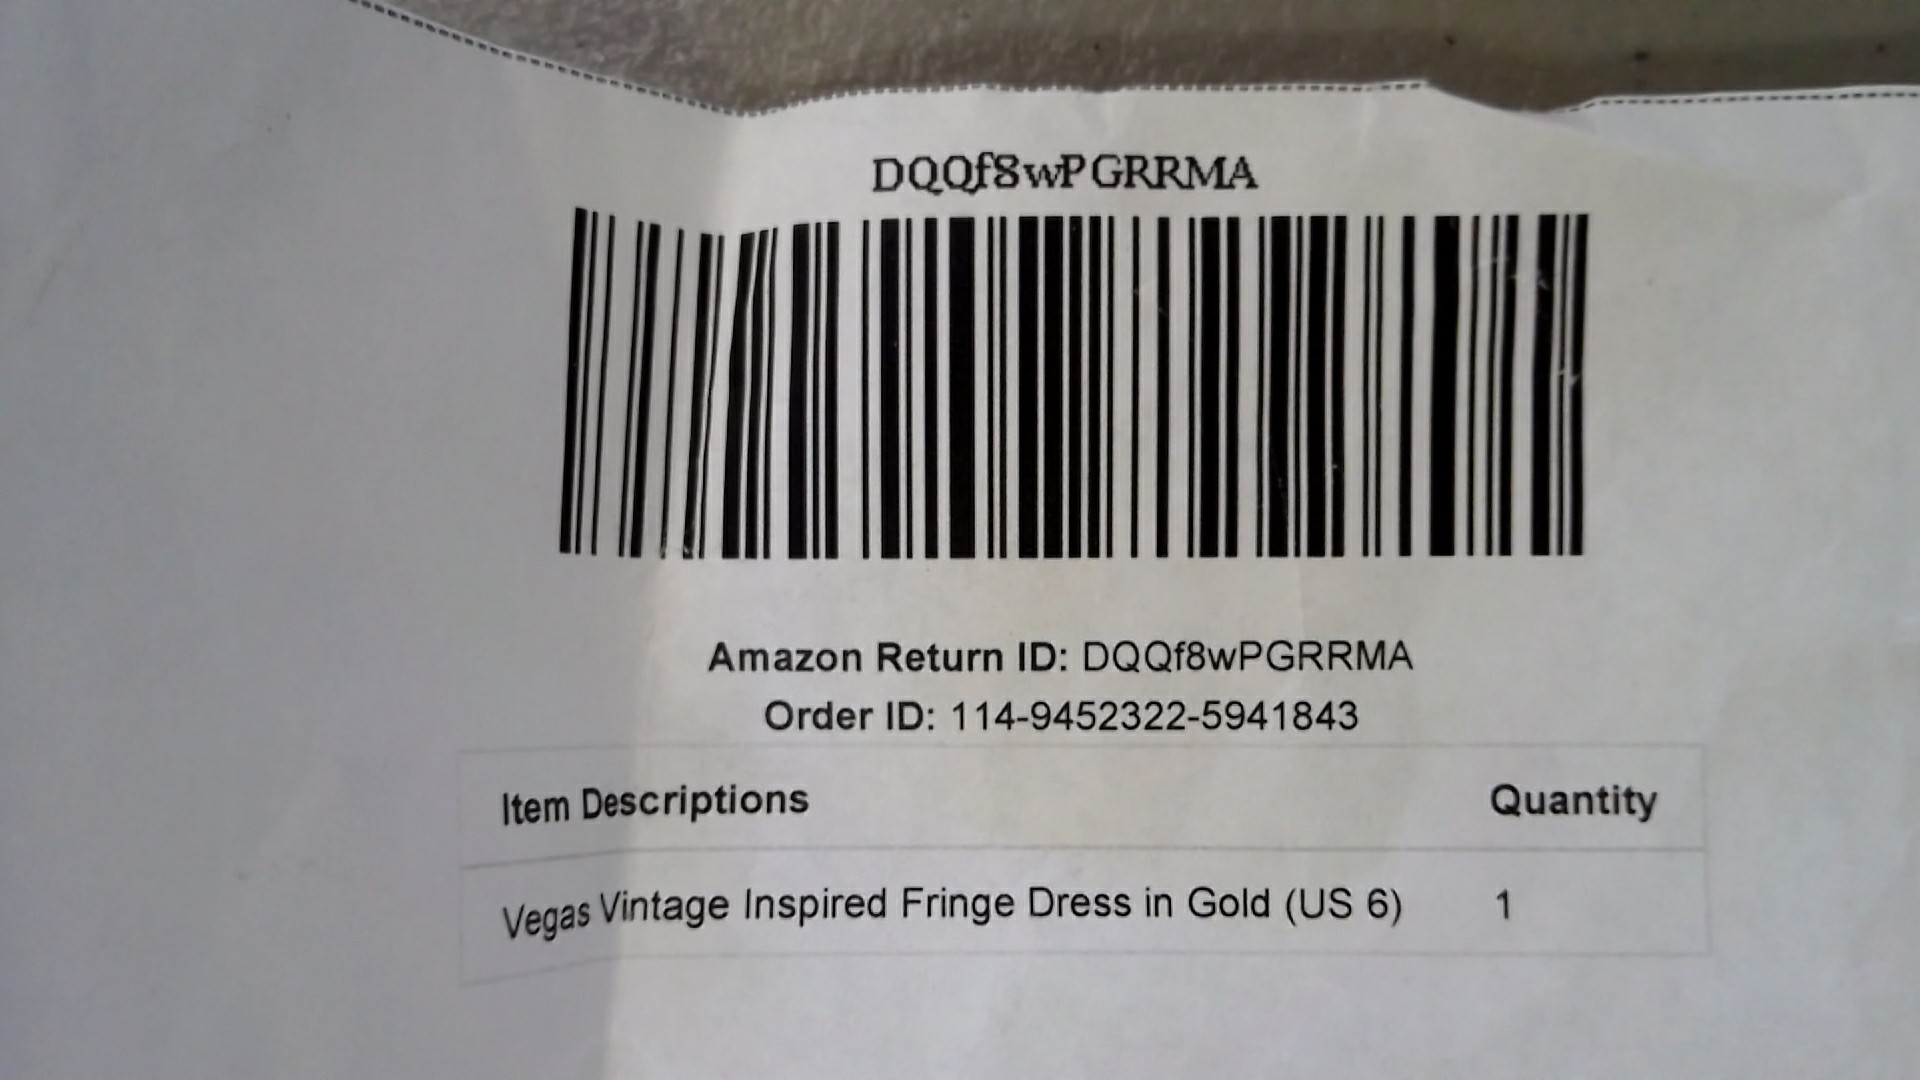 DQQf8wPGRRMA
Amazon Return ID: DQQf8wPGRRMA
Order ID: 114-9452322-5941843
Item Descriptions Quantity
Vegas Vintage Inspired Fringe Dress in Gold (US 6) 1